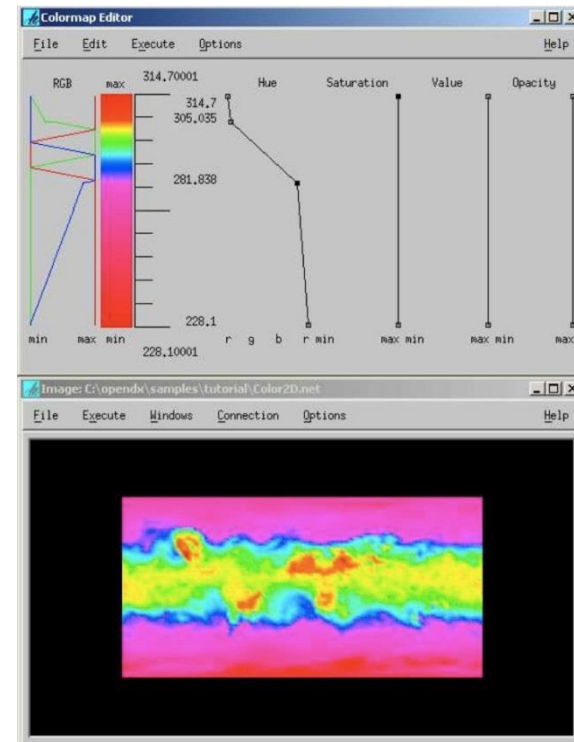 Colormap Editor
File Edit Execute Options Help
RGB max 314.70001 Hue Saturation Value Opacity
314.7
305.035
281.838
228.1
min max min r g b r min max min max min max
228.10001
Image: C:\opendx\samples\tutorial\Color2D.net
File Execute Windows Connection Options Help